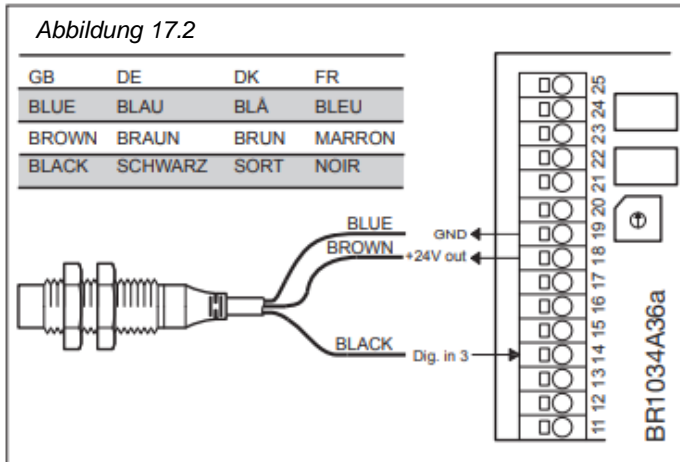 Abbildung 17.2
GB DE DK FR
BLUE BLAU BLÅ BLEU
BROWN BRAUN BRUN MARRON
BLACK SCHWARZ SORT NOIR
BLUE
GND
BROWN
+24V out
BLACK
Dig. in 3
25
24
23
22
21
20
19
18
17
16
15
14
13
12
11
BR1034A36a